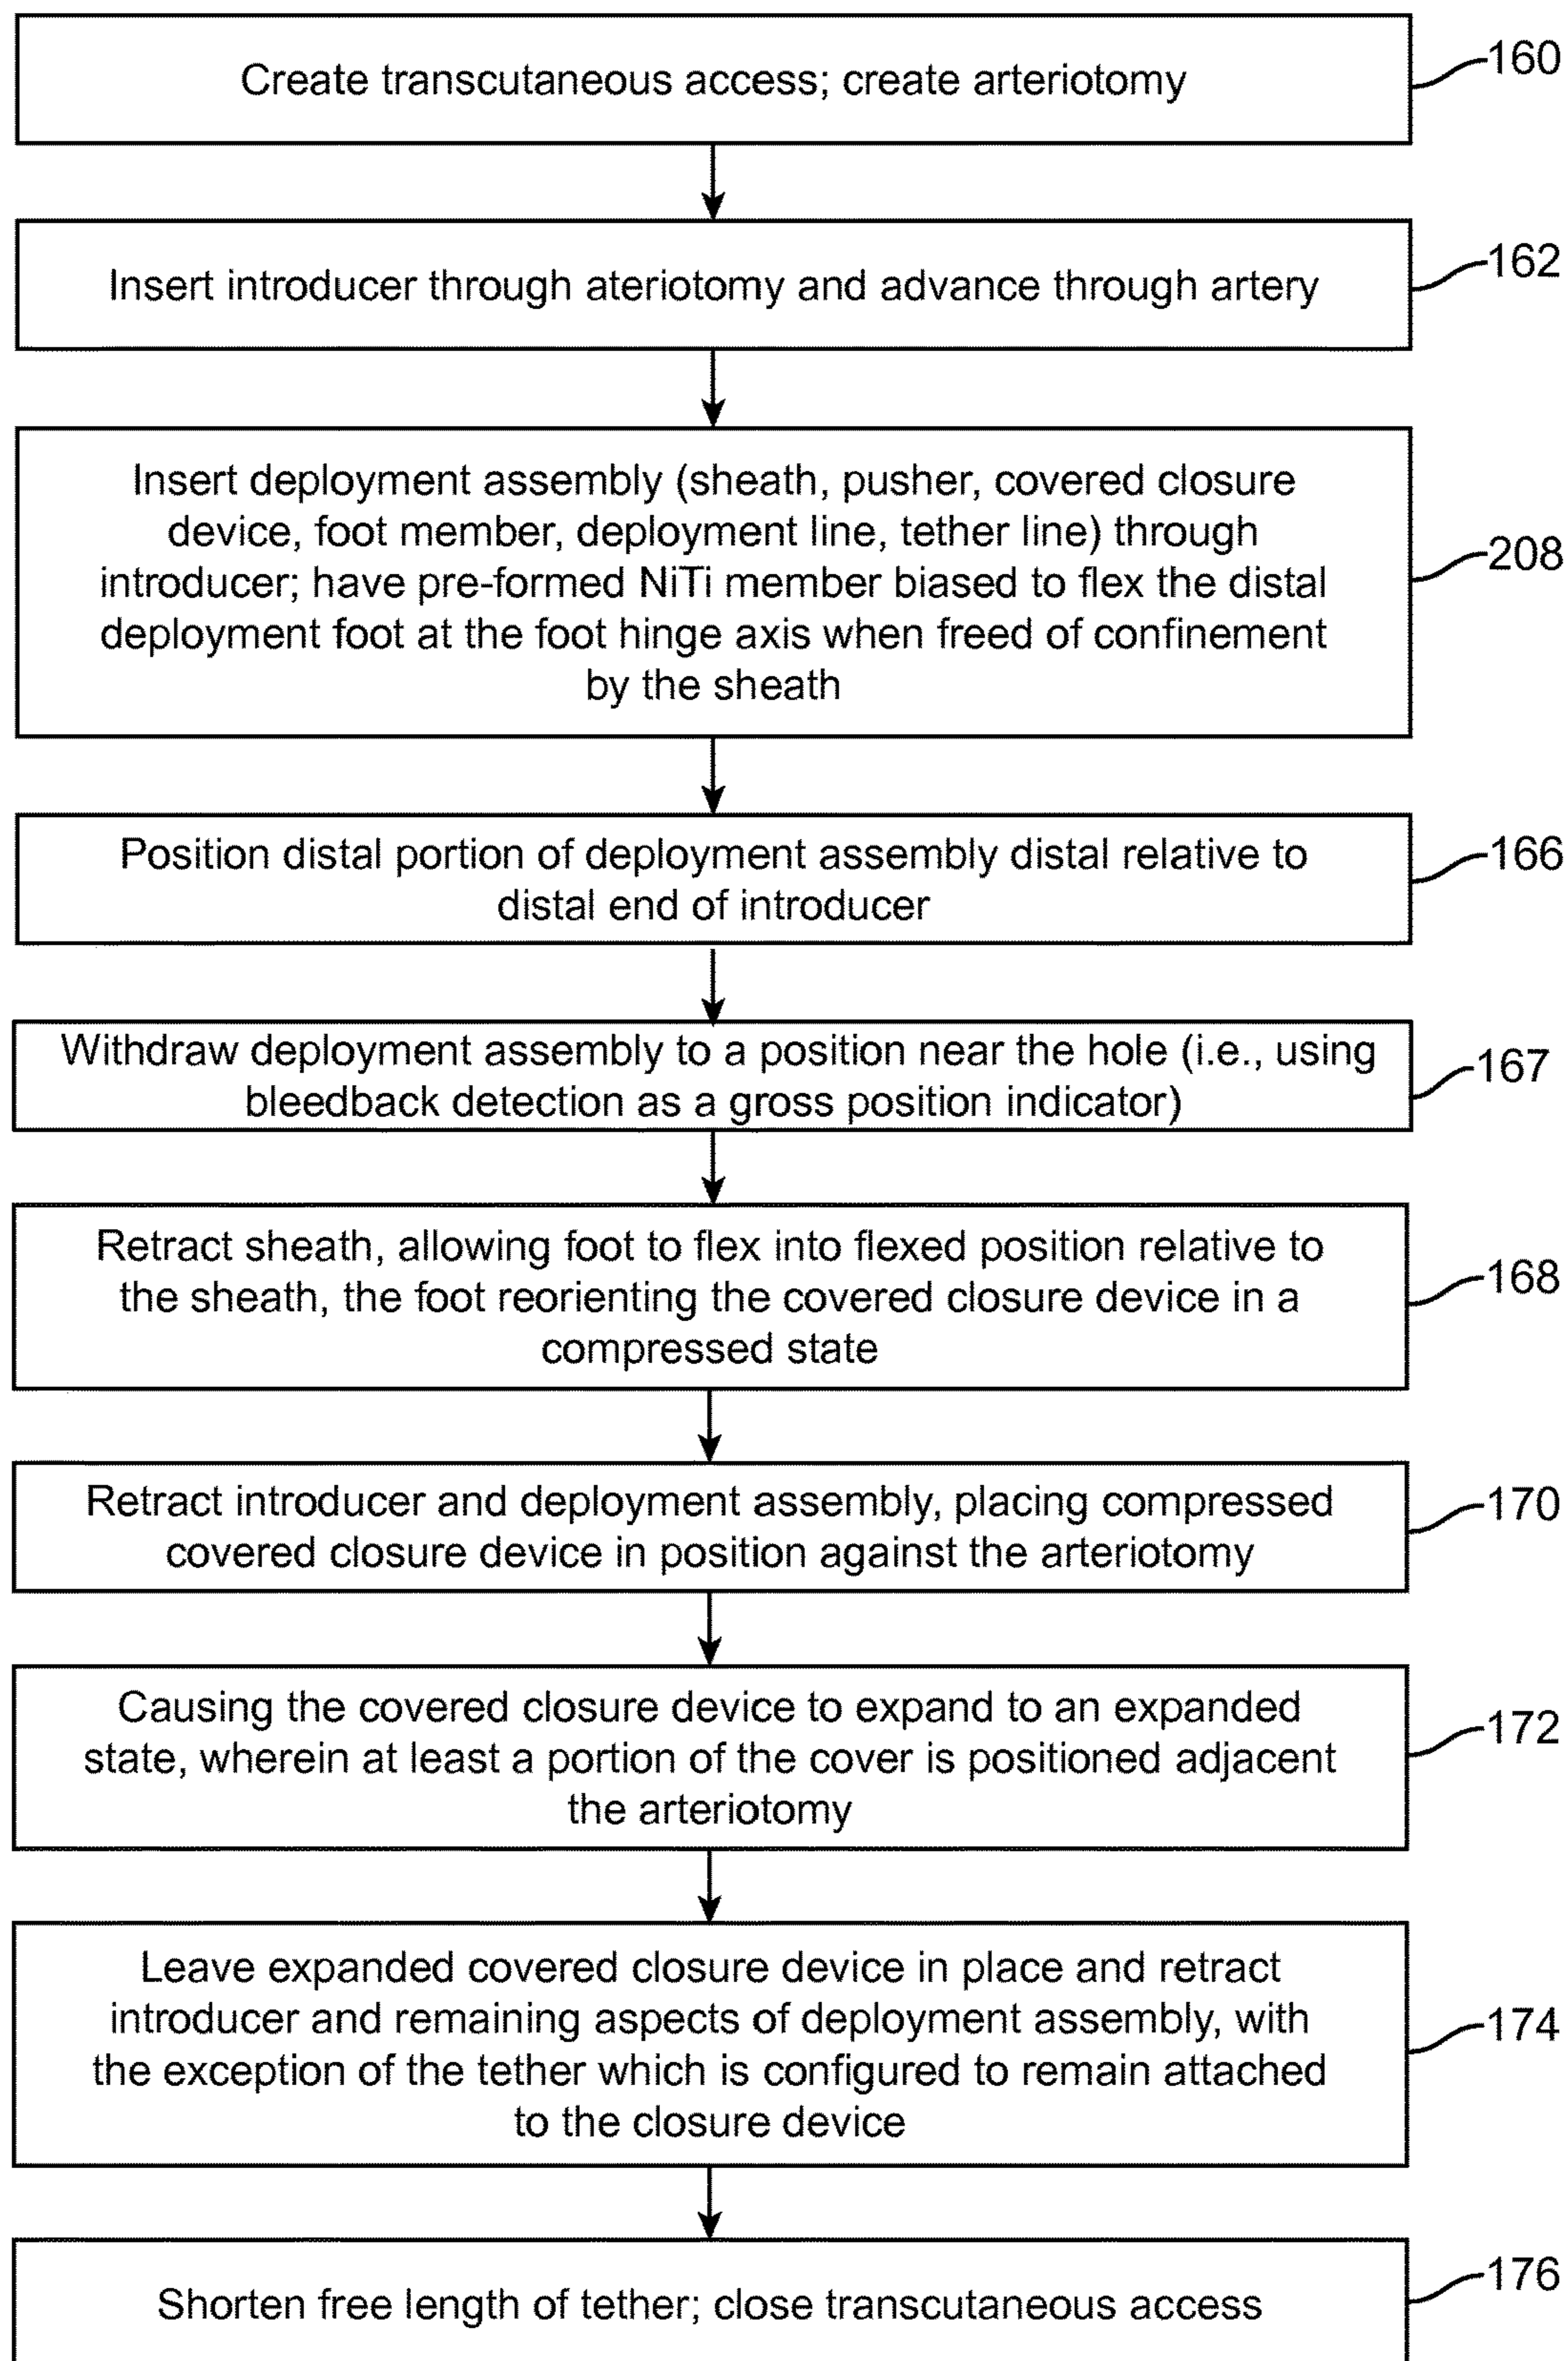 Create transcutaneous access; create arteriotomy
160
Insert introducer through ateriotomy and advance through artery
162
Insert deployment assembly (sheath, pusher, covered closure
device, foot member, deployment line, tether line) through
introducer; have pre-formed NiTi member biased to flex the distal
deployment foot at the foot hinge axis when freed of confinement
by the sheath
208
Position distal portion of deployment assembly distal relative to
distal end of introducer
166
Withdraw deployment assembly to a position near the hole (i.e., using
bleedback detection as a gross position indicator)
167
Retract sheath, allowing foot to flex into flexed position relative to
the sheath, the foot reorienting the covered closure device in a
compressed state
168
Retract introducer and deployment assembly, placing compressed
covered closure device in position against the arteriotomy
170
Causing the covered closure device to expand to an expanded
state, wherein at least a portion of the cover is positioned adjacent
the arteriotomy
172
Leave expanded covered closure device in place and retract
introducer and remaining aspects of deployment assembly, with
the exception of the tether which is configured to remain attached
to the closure device
174
Shorten free length of tether; close transcutaneous access
176